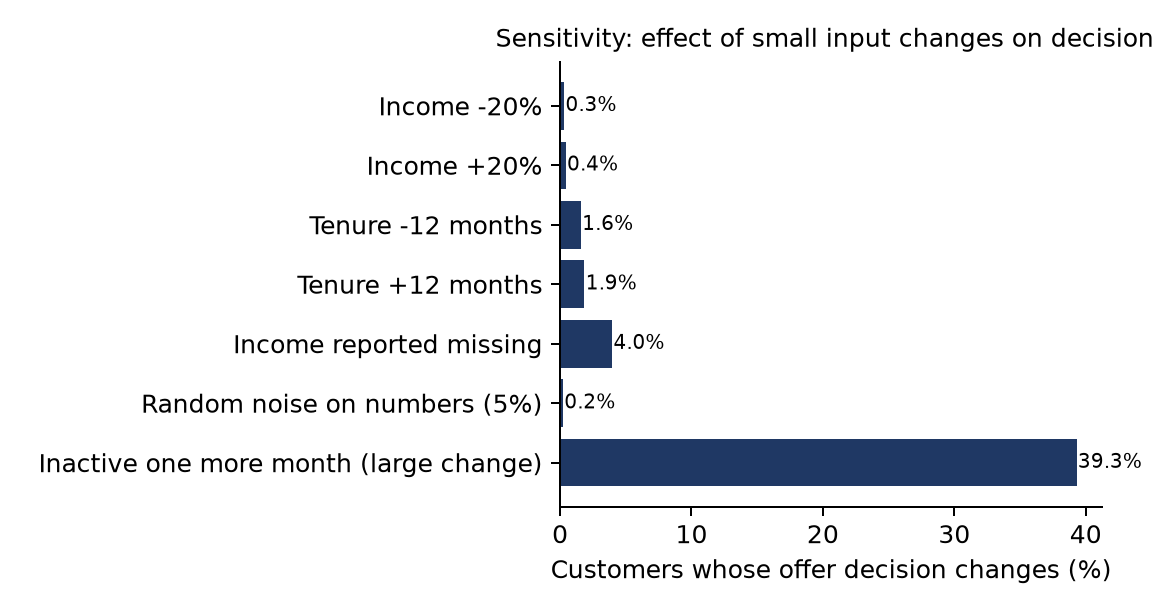 Sensitivity: effect of small input changes on decision
Income -20%
0.3%
Income +20%
0.4%
Tenure -12 months
1.6%
Tenure +12 months
1.9%
Income reported missing
4.0%
Random noise on numbers (5%)
0.2%
Inactive one more month (large change)
39.3%
0 10 20 30 40
Customers whose offer decision changes (%)